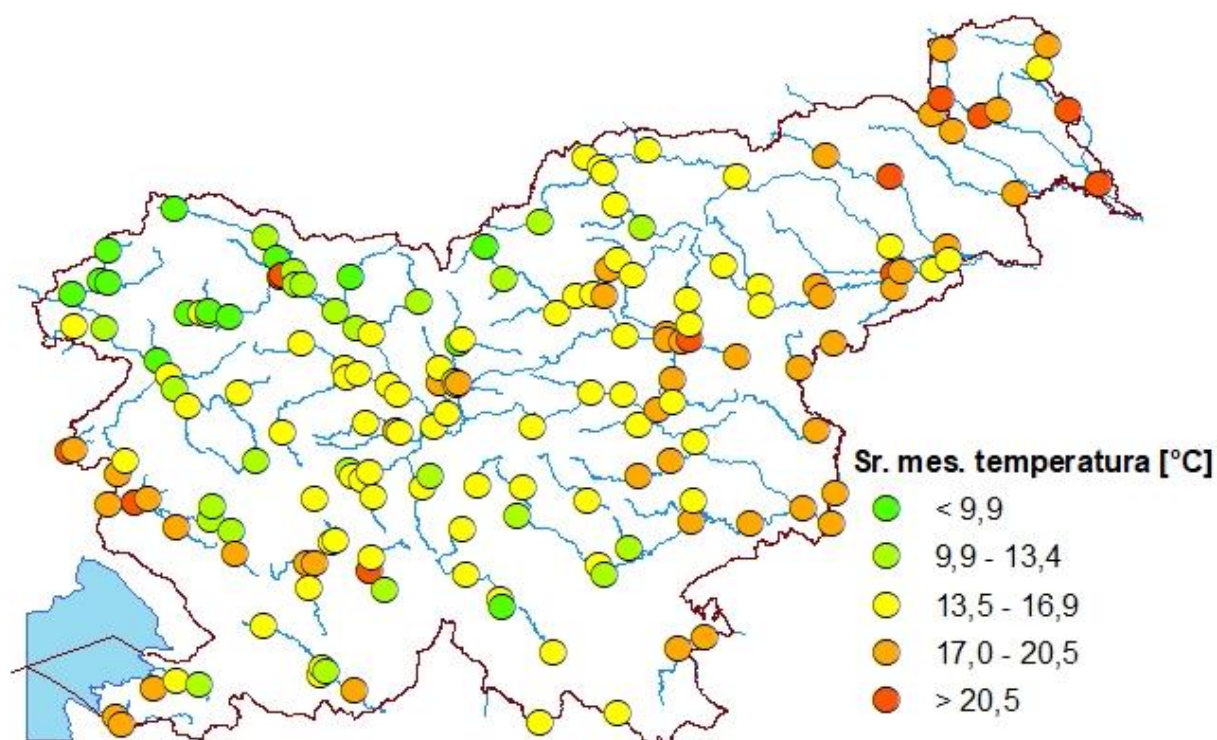 Sr. mes. temperatura [°C]
< 9,9
9,9 - 13,4
13,5 - 16,9
17,0 - 20,5
> 20,5